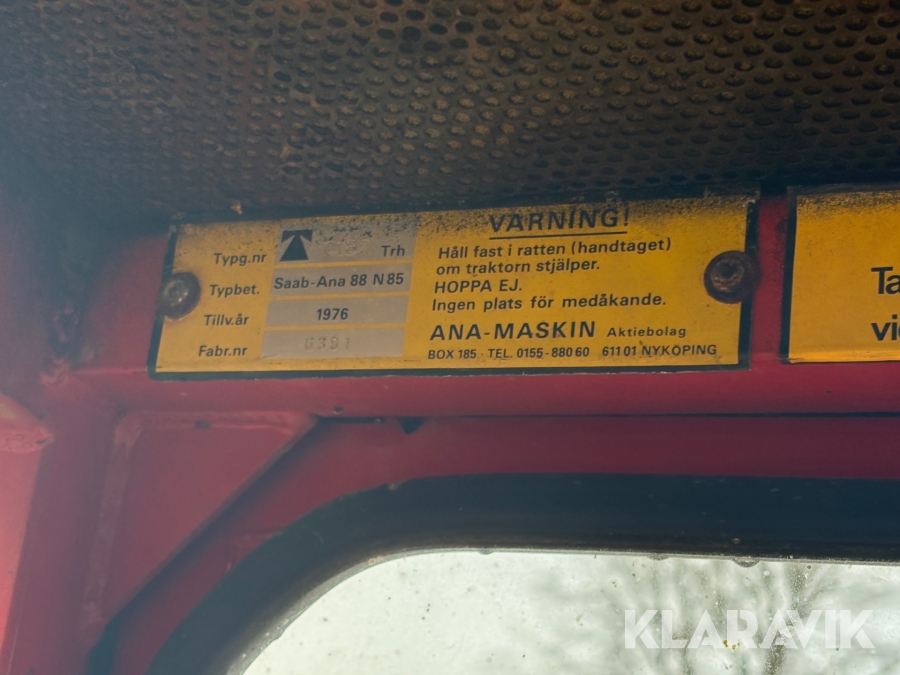 VARNING!
Typg.nr Trh
Håll fast i ratten (handtaget)
om traktorn stjälper.
Typbet. Saab-Ana 88 N 85
HOPPA EJ.
Ingen plats för medåkande.
Tillv.år 1976
ANA-MASKIN Aktiebolag
Fabr.nr 0391
BOX 185 · TEL. 0155-880 60 611 01 NYKÖPING
KLARAVIK